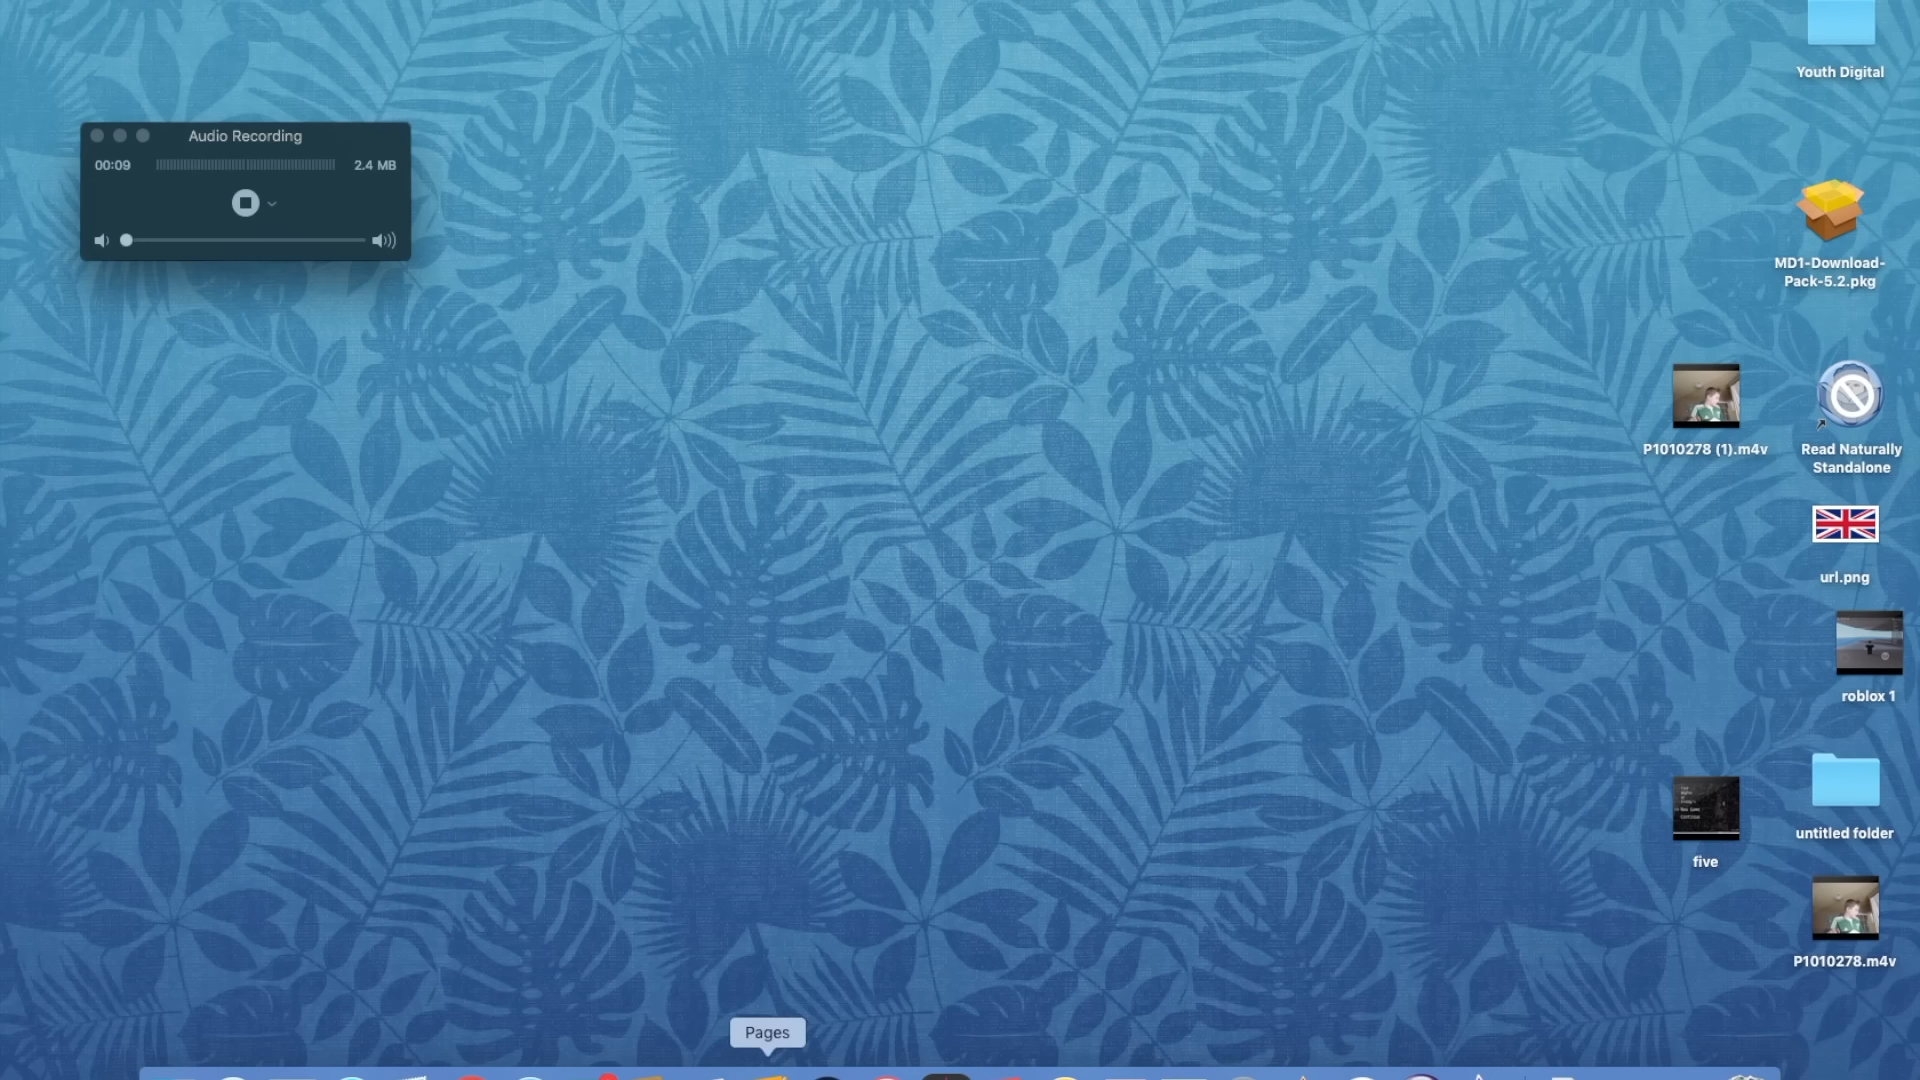 Youth Digital
Audio Recording
00:09
2.4 MB
MD1-Download-
Pack-5.2.pkg
P1010278 (1).m4v
Read Naturally
Standalone
url.png
roblox 1
untitled folder
five
P1010278.m4v
Pages